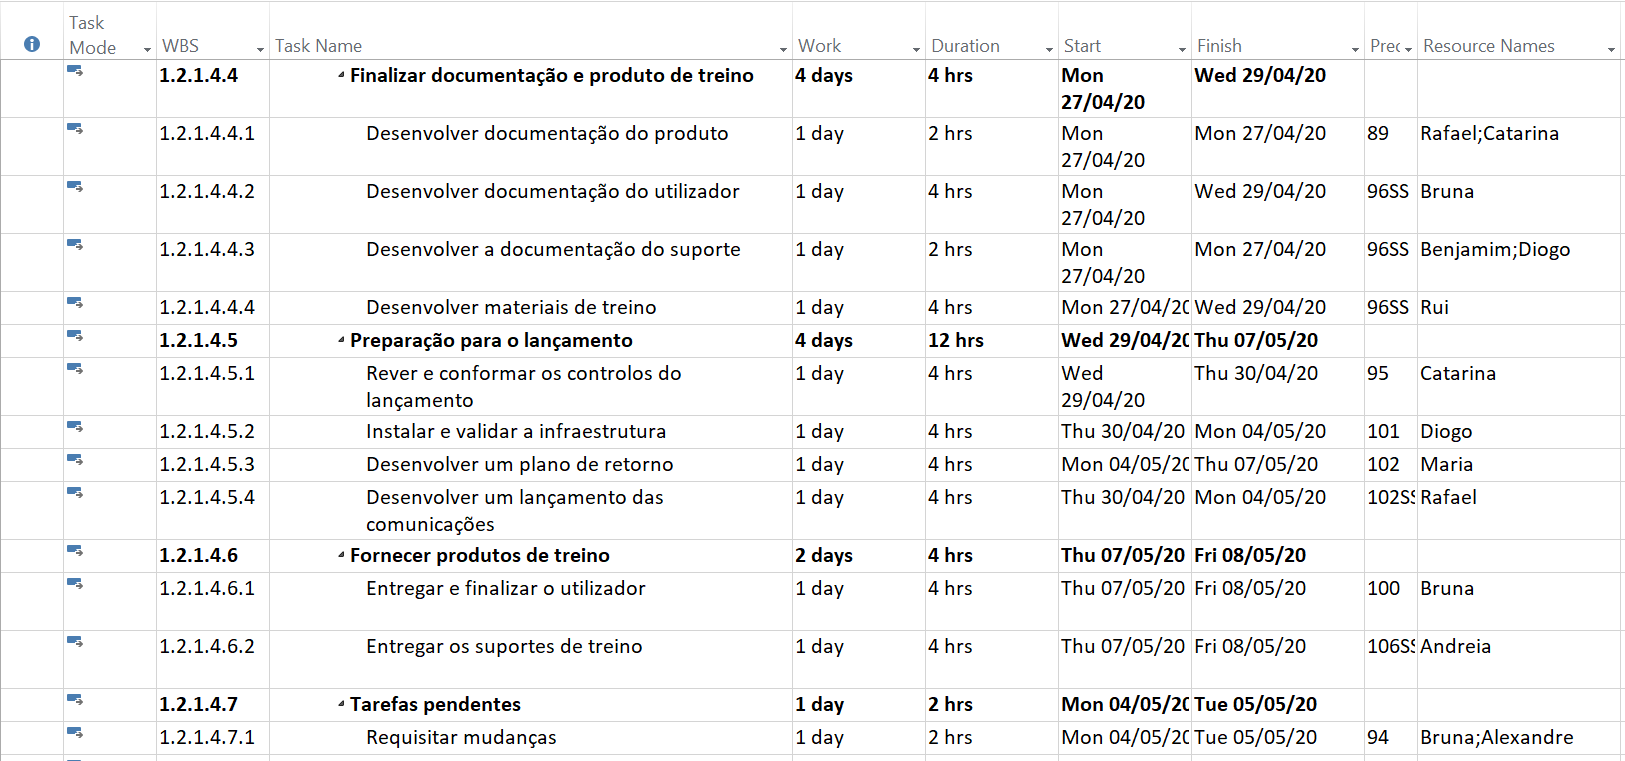 Task Mode WBS Task Name Work Duration Start Finish Prec Resource Names
1.2.1.4.4 Finalizar documentação e produto de treino 4 days 4 hrs Mon 27/04/20 Wed 29/04/20
1.2.1.4.4.1 Desenvolver documentação do produto 1 day 2 hrs Mon 27/04/20 Mon 27/04/20 89 Rafael;Catarina
1.2.1.4.4.2 Desenvolver documentação do utilizador 1 day 4 hrs Mon 27/04/20 Wed 29/04/20 96SS Bruna
1.2.1.4.4.3 Desenvolver a documentação do suporte 1 day 2 hrs Mon 27/04/20 Mon 27/04/20 96SS Benjamim;Diogo
1.2.1.4.4.4 Desenvolver materiais de treino 1 day 4 hrs Mon 27/04/20 Wed 29/04/20 96SS Rui
1.2.1.4.5 Preparação para o lançamento 4 days 12 hrs Wed 29/04/20 Thu 07/05/20
1.2.1.4.5.1 Rever e conformar os controlos do lançamento 1 day 4 hrs Wed 29/04/20 Thu 30/04/20 95 Catarina
1.2.1.4.5.2 Instalar e validar a infraestrutura 1 day 4 hrs Thu 30/04/20 Mon 04/05/20 101 Diogo
1.2.1.4.5.3 Desenvolver um plano de retorno 1 day 4 hrs Mon 04/05/20 Thu 07/05/20 102 Maria
1.2.1.4.5.4 Desenvolver um lançamento das comunicações 1 day 4 hrs Thu 30/04/20 Mon 04/05/20 102SS Rafael
1.2.1.4.6 Fornecer produtos de treino 2 days 4 hrs Thu 07/05/20 Fri 08/05/20
1.2.1.4.6.1 Entregar e finalizar o utilizador 1 day 4 hrs Thu 07/05/20 Fri 08/05/20 100 Bruna
1.2.1.4.6.2 Entregar os suportes de treino 1 day 4 hrs Thu 07/05/20 Fri 08/05/20 106SS Andreia
1.2.1.4.7 Tarefas pendentes 1 day 2 hrs Mon 04/05/20 Tue 05/05/20
1.2.1.4.7.1 Requisitar mudanças 1 day 2 hrs Mon 04/05/20 Tue 05/05/20 94 Bruna;Alexandre